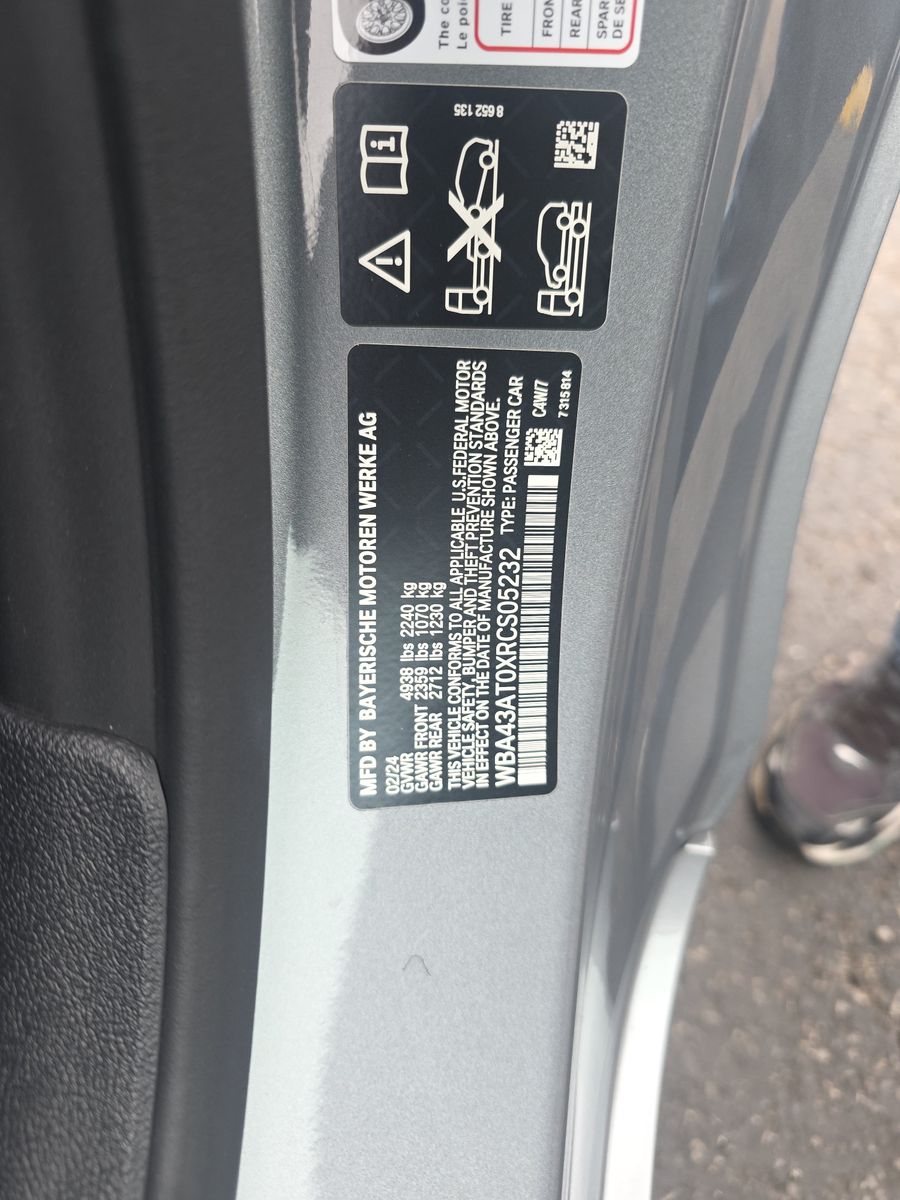 The co
Le poi
TIRE
FRON
REAR
SPAR
DE SE
8 652 135
MFD BY BAYERISCHE MOTOREN WERKE AG
02/24
GVWR 4938 lbs 2240 kg
GAWR FRONT 2359 lbs 1070 kg
GAWR REAR 2712 lbs 1230 kg
THIS VEHICLE CONFORMS TO ALL APPLICABLE U.S.FEDERAL MOTOR
VEHICLE SAFETY, BUMPER AND THEFT PREVENTION STANDARDS
IN EFFECT ON THE DATE OF MANUFACTURE SHOWN ABOVE.
WBA43AT0XRCS05232 TYPE: PASSENGER CAR
C4W/7
7 315 814